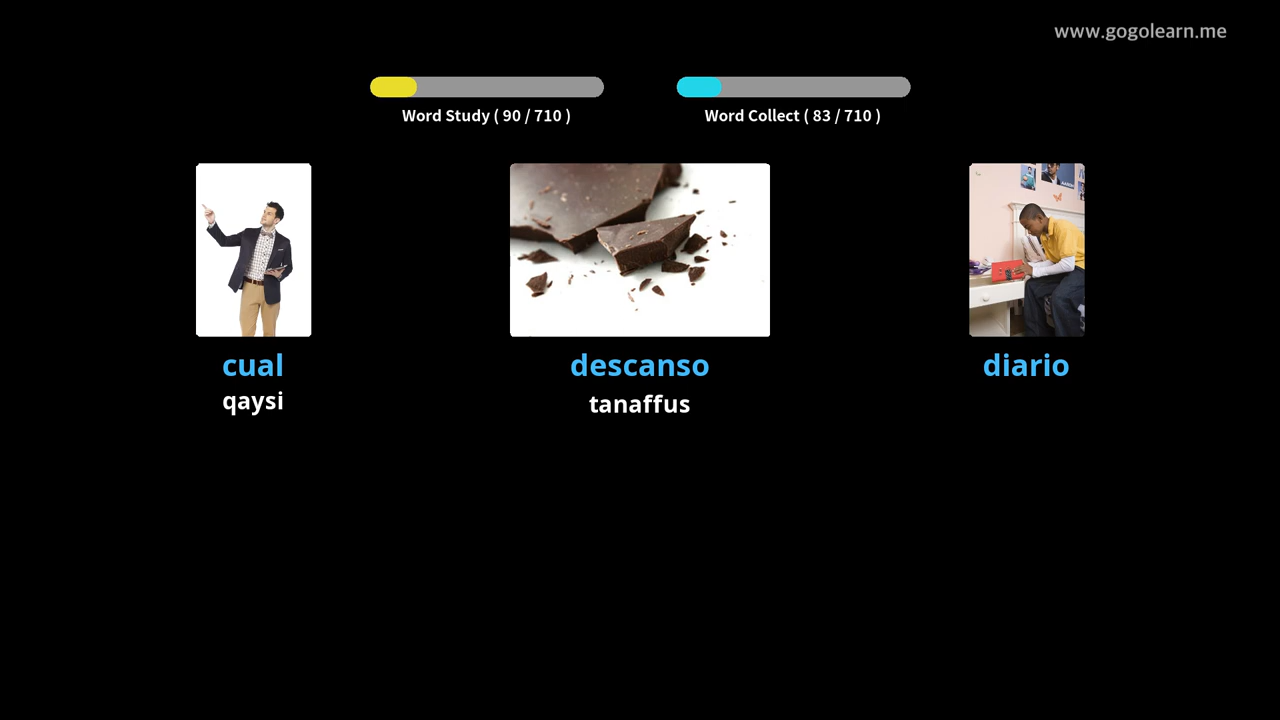 www.gogolearn.me
Word Study ( 90 / 710 )
Word Collect ( 83 / 710 )
cual
descanso
diario
qaysi
tanaffus